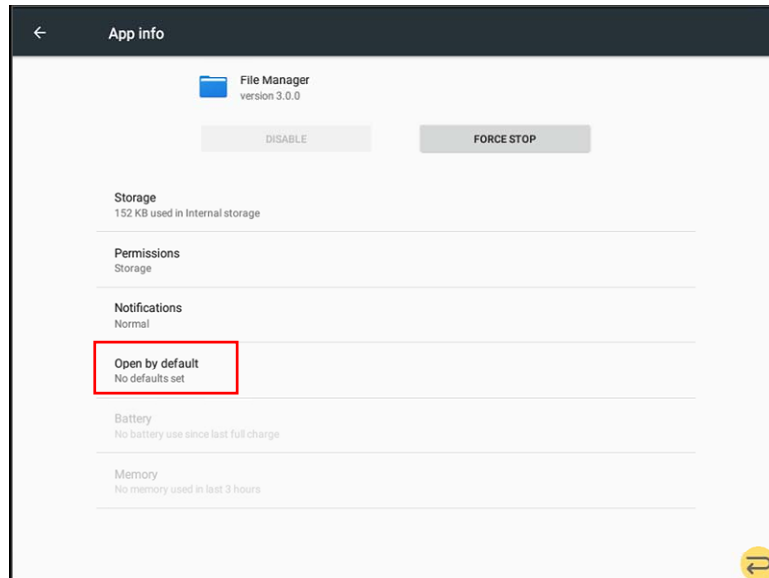 App info
File Manager
version 3.0.0
DISABLE
FORCE STOP
Storage
152 KB used in Internal storage
Permissions
Storage
Notifications
Normal
Open by default
No defaults set
Battery
No battery use since last full charge
Memory
No memory used in last 3 hours